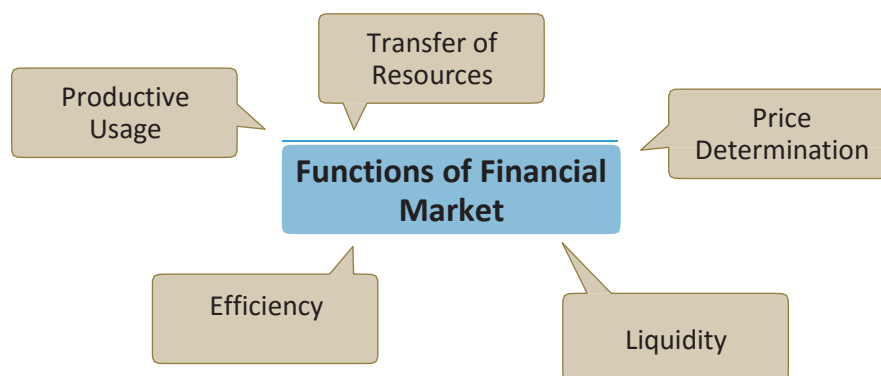 Transfer of
Resources
Productive
Usage
Price
Determination
Functions of Financial
Market
Efficiency
Liquidity